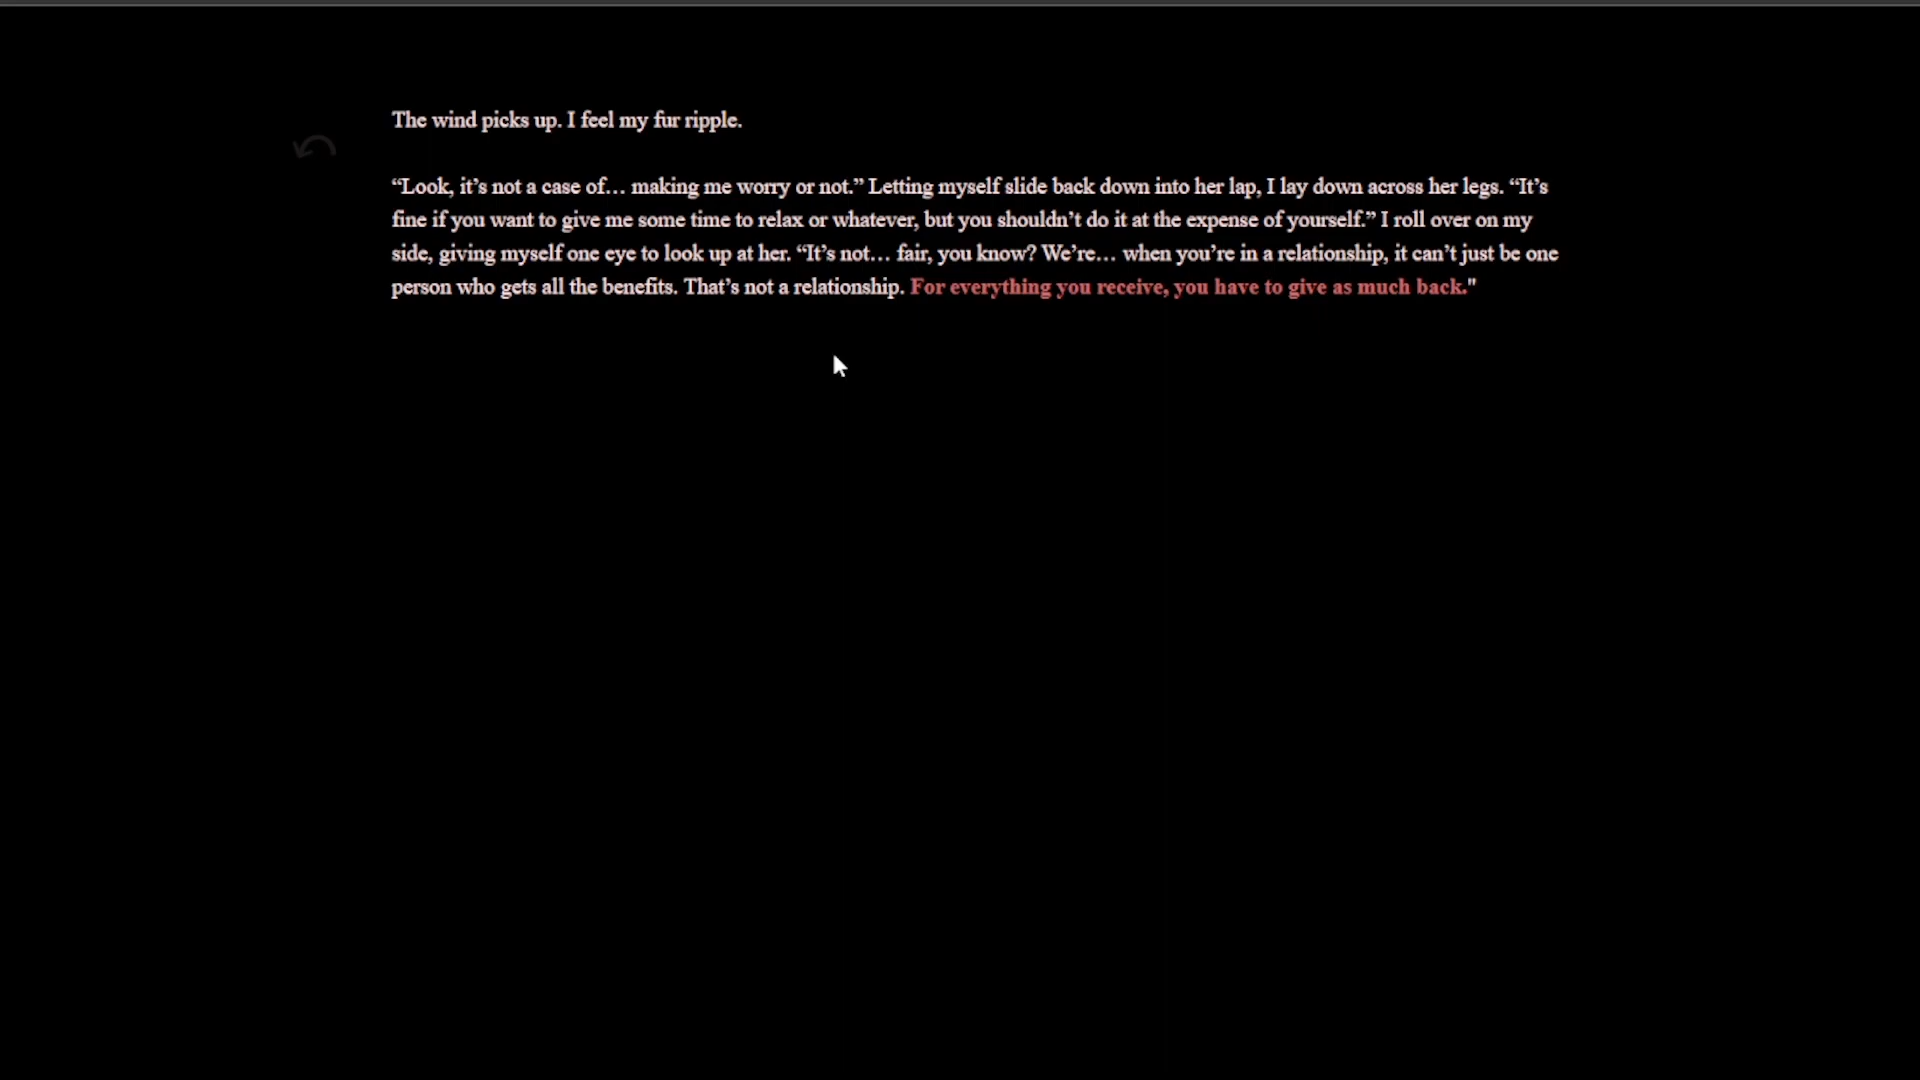 The wind picks up. I feel my fur ripple.
“Look, it’s not a case of… making me worry or not.” Letting myself slide back down into her lap, I lay down across her legs. “It’s
fine if you want to give me some time to relax or whatever, but you shouldn’t do it at the expense of yourself.” I roll over on my
side, giving myself one eye to look up at her. “It’s not… fair, you know? We’re… when you’re in a relationship, it can’t just be one
person who gets all the benefits. That’s not a relationship. For everything you receive, you have to give as much back."